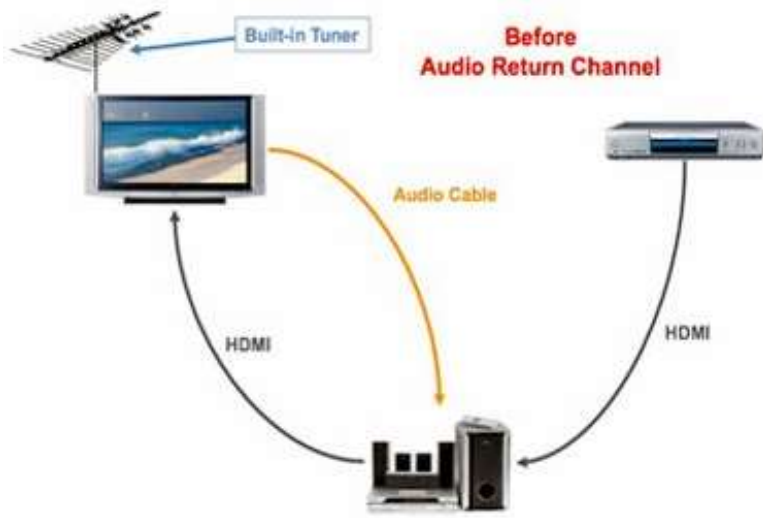 Built-in Tuner
Before
Audio Return Channel
Audio Cable
HDMI
HDMI